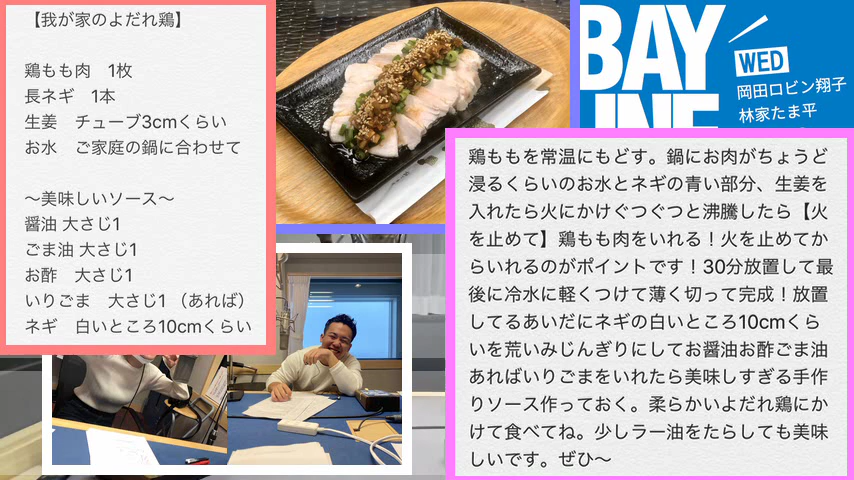 【我が家のよだれ鶏】
鶏もも肉　1枚
長ネギ　1本
生姜　チューブ3cmくらい
お水　ご家庭の鍋に合わせて
〜美味しいソース〜
醤油 大さじ1
ごま油 大さじ1
お酢　大さじ1
いりごま　大さじ1 （あれば）
ネギ　白いところ10cmくらい
BAY
LINE
WED
岡田ロビン翔子
林家たま平
鶏ももを常温にもどす。鍋にお肉がちょうど
浸るくらいのお水とネギの青い部分、生姜を
入れたら火にかけぐつぐつと沸騰したら【火
を止めて】鶏もも肉をいれる！火を止めてか
らいれるのがポイントです！30分放置して最
後に冷水に軽くつけて薄く切って完成！放置
してるあいだにネギの白いところ10cmくら
いを荒いみじんぎりにしてお醤油お酢ごま油
あればいりごまをいれたら美味しすぎる手作
りソース作っておく。柔らかいよだれ鶏にか
けて食べてね。少しラー油をたらしても美味
しいです。ぜひ〜